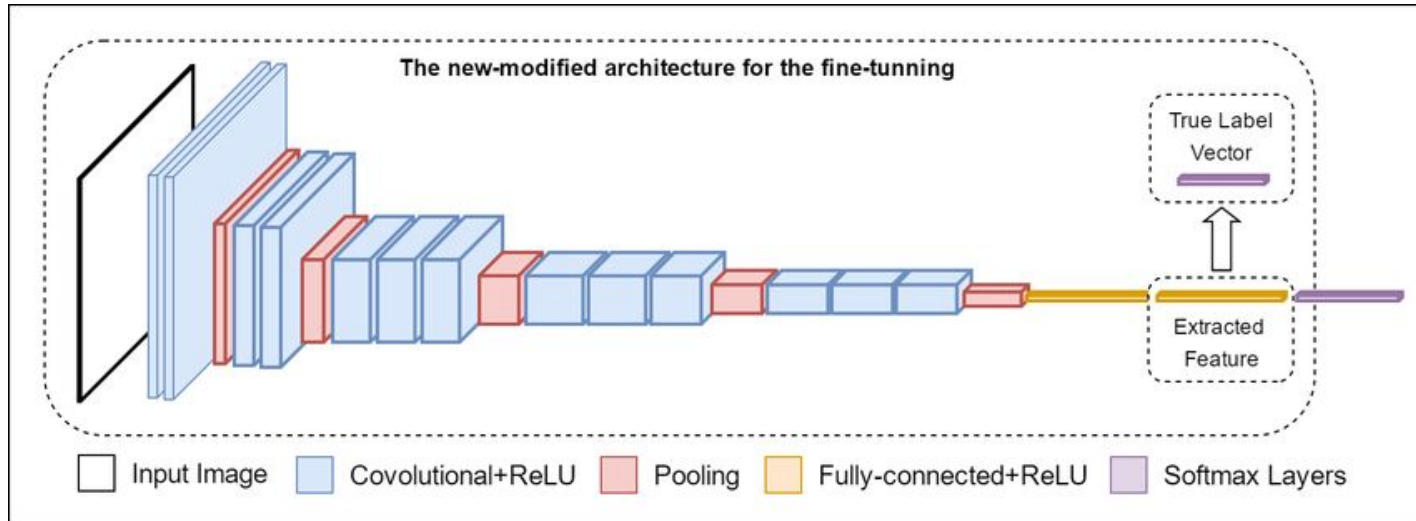 The new-modified architecture for the fine-tunning
True Label
Vector
Extracted
Feature
Input Image
Covolutional+ReLU
Pooling
Fully-connected+ReLU
Softmax Layers